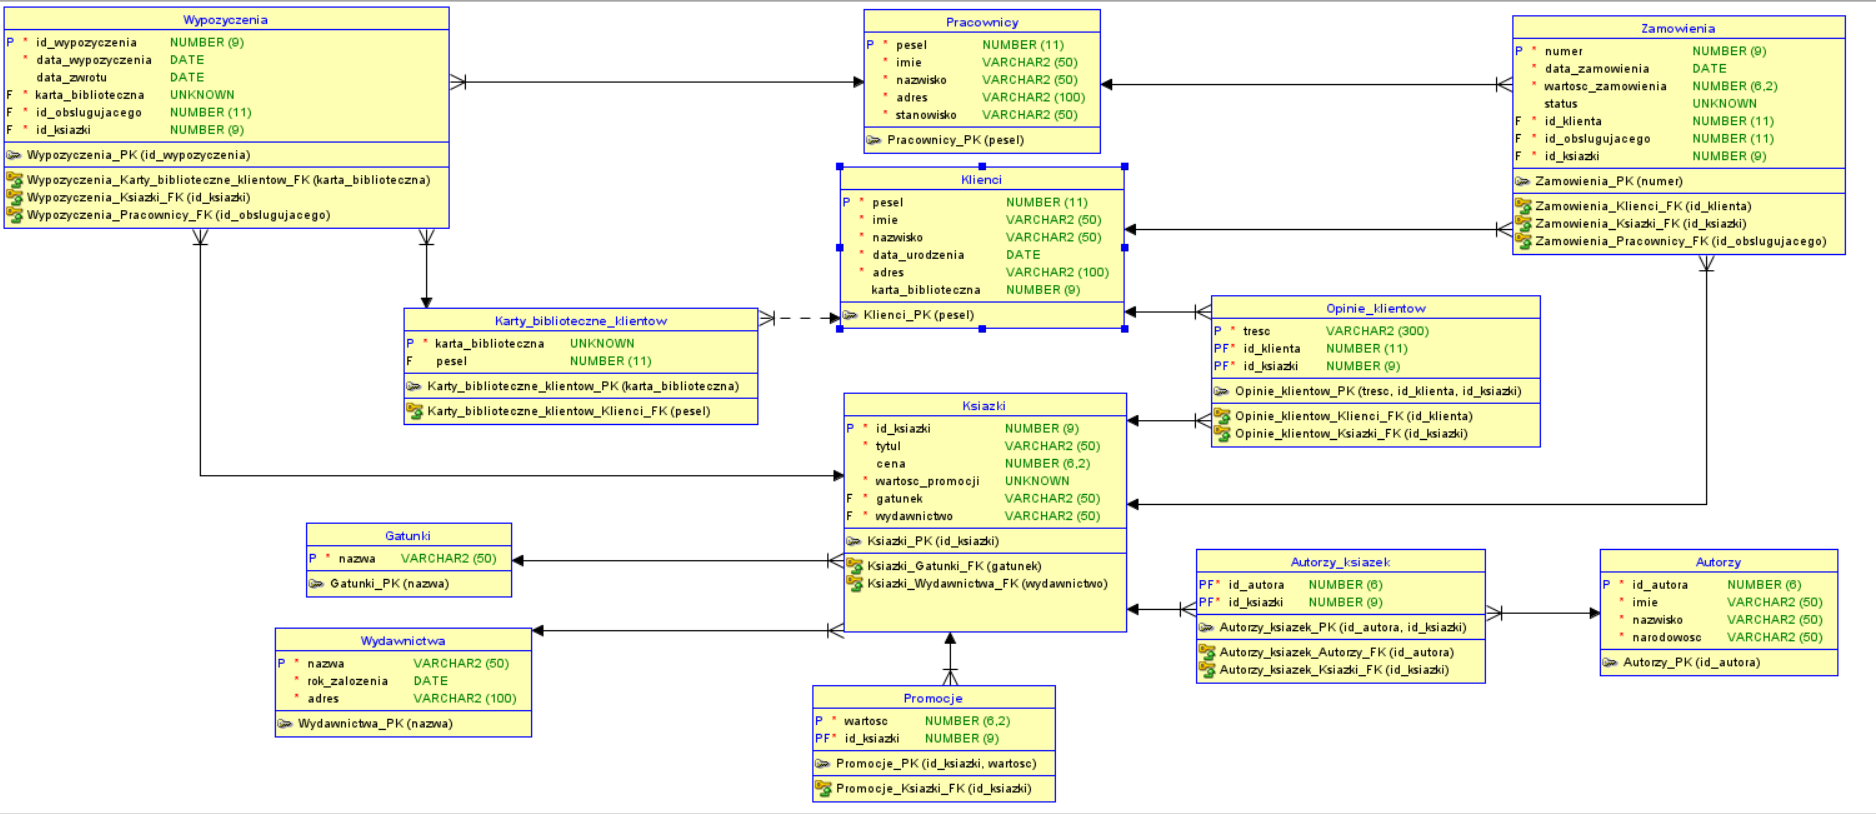 Wypozyczenia
P * id_wypozyczenia NUMBER (9)
* data_wypozyczenia DATE
data_zwrotu DATE
F * karta_biblioteczna UNKNOWN
F * id_obslugujacego NUMBER (11)
F * id_ksiazki NUMBER (9)
Wypozyczenia_PK (id_wypozyczenia)
Wypozyczenia_Karty_biblioteczne_klientow_FK (karta_biblioteczna)
Wypozyczenia_Ksiazki_FK (id_ksiazki)
Wypozyczenia_Pracownicy_FK (id_obslugujacego)
Pracownicy
P * pesel NUMBER (11)
* imie VARCHAR2 (50)
* nazwisko VARCHAR2 (50)
* adres VARCHAR2 (100)
* stanowisko VARCHAR2 (50)
Pracownicy_PK (pesel)
Zamowienia
P * numer NUMBER (9)
* data_zamowienia DATE
* wartosc_zamowienia NUMBER (6,2)
status UNKNOWN
F * id_klienta NUMBER (11)
F * id_obslugujacego NUMBER (11)
F * id_ksiazki NUMBER (9)
Zamowienia_PK (numer)
Zamowienia_Klienci_FK (id_klienta)
Zamowienia_Ksiazki_FK (id_ksiazki)
Zamowienia_Pracownicy_FK (id_obslugujacego)
Klienci
P * pesel NUMBER (11)
* imie VARCHAR2 (50)
* nazwisko VARCHAR2 (50)
* data_urodzenia DATE
* adres VARCHAR2 (100)
karta_biblioteczna NUMBER (9)
Klienci_PK (pesel)
Karty_biblioteczne_klientow
P * karta_biblioteczna UNKNOWN
F pesel NUMBER (11)
Karty_biblioteczne_klientow_PK (karta_biblioteczna)
Karty_biblioteczne_klientow_Klienci_FK (pesel)
Opinie_klientow
P * tresc VARCHAR2 (300)
PF* id_klienta NUMBER (11)
PF* id_ksiazki NUMBER (9)
Opinie_klientow_PK (tresc, id_klienta, id_ksiazki)
Opinie_klientow_Klienci_FK (id_klienta)
Opinie_klientow_Ksiazki_FK (id_ksiazki)
Ksiazki
P * id_ksiazki NUMBER (9)
* tytul VARCHAR2 (50)
cena NUMBER (6,2)
* wartosc_promocji UNKNOWN
F * gatunek VARCHAR2 (50)
F * wydawnictwo VARCHAR2 (50)
Ksiazki_PK (id_ksiazki)
Ksiazki_Gatunki_FK (gatunek)
Ksiazki_Wydawnictwa_FK (wydawnictwo)
Gatunki
P * nazwa VARCHAR2 (50)
Gatunki_PK (nazwa)
Wydawnictwa
P * nazwa VARCHAR2 (50)
* rok_zalozenia DATE
* adres VARCHAR2 (100)
Wydawnictwa_PK (nazwa)
Autorzy_ksiazek
PF* id_autora NUMBER (6)
PF* id_ksiazki NUMBER (9)
Autorzy_ksiazek_PK (id_autora, id_ksiazki)
Autorzy_ksiazek_Autorzy_FK (id_autora)
Autorzy_ksiazek_Ksiazki_FK (id_ksiazki)
Autorzy
P * id_autora NUMBER (6)
* imie VARCHAR2 (50)
* nazwisko VARCHAR2 (50)
* narodowosc VARCHAR2 (50)
Autorzy_PK (id_autora)
Promocje
P * wartosc NUMBER (6,2)
PF* id_ksiazki NUMBER (9)
Promocje_PK (id_ksiazki, wartosc)
Promocje_Ksiazki_FK (id_ksiazki)